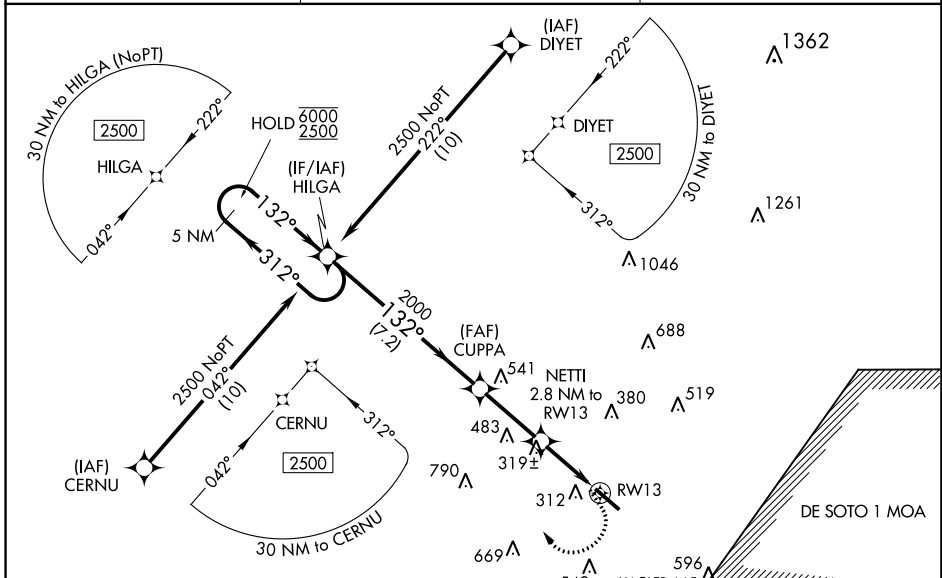 (IAF)
DIYET
1362
30 NM to HILGA (NoPT)
2500
222°
HILGA
042°
HOLD 6000
2500
2500 NoPT
222°
(10)
222°
DIYET
2500
312°
30 NM to DIYET
(IF/IAF)
HILGA
132°
5 NM
312°
1261
1046
2000
132°
(7.2)
(FAF)
CUPPA
688
541
NETTI
2.8 NM to
RW13
380
519
2500 NoPT
042°
(10)
(IAF)
CERNU
CERNU
312°
042°
2500
30 NM to CERNU
483
319±
790
312
RW13
DE SOTO 1 MOA
669
596